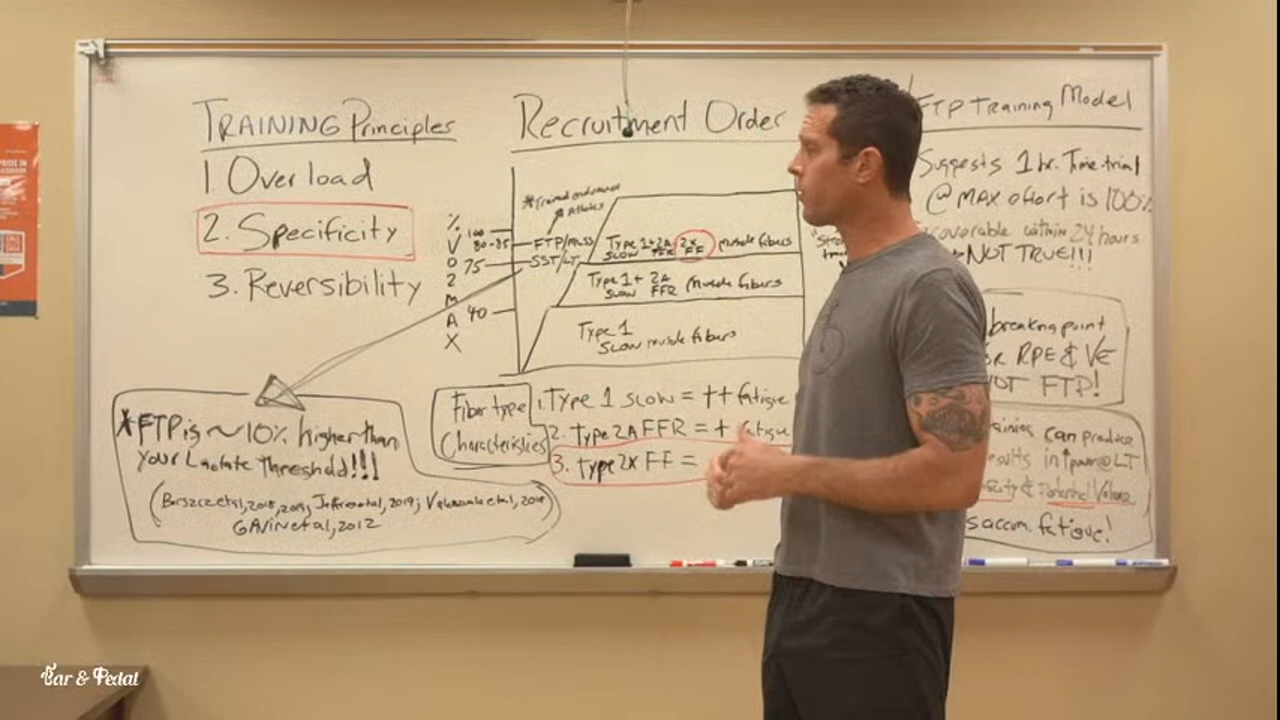 TRAINING Principles
1. Overload
2. Specificity
3. Reversibility
Recruitment Order
% VO2 MAX
100
80-85
75
40
*Trained endurance
Athletes
FTP/MLSS
SST/LT
Type 1+2A 2X muscle fibers
SLOW FFR FF
Type 1+ 2A muscle fibers
SLOW FFR
Type 1
SLOW muscle fibers
Fiber type
Characteristics
1. Type 1 SLOW = ++ fatigue
2. Type 2A FFR = + fatigue
3. type 2X FF =
*FTP is ~10% higher than
your Lactate threshold!!!
GAVIN et al, 2012
FTP Training Model
Suggests 1 hr. Time trial
@ MAX effort is 100%
within 24 hours
NOT TRUE!!!
breaking point
RPE & VE
NOT FTP!
can produce
in ↑power@LT
accum. fatigue!
Bar & Pedal